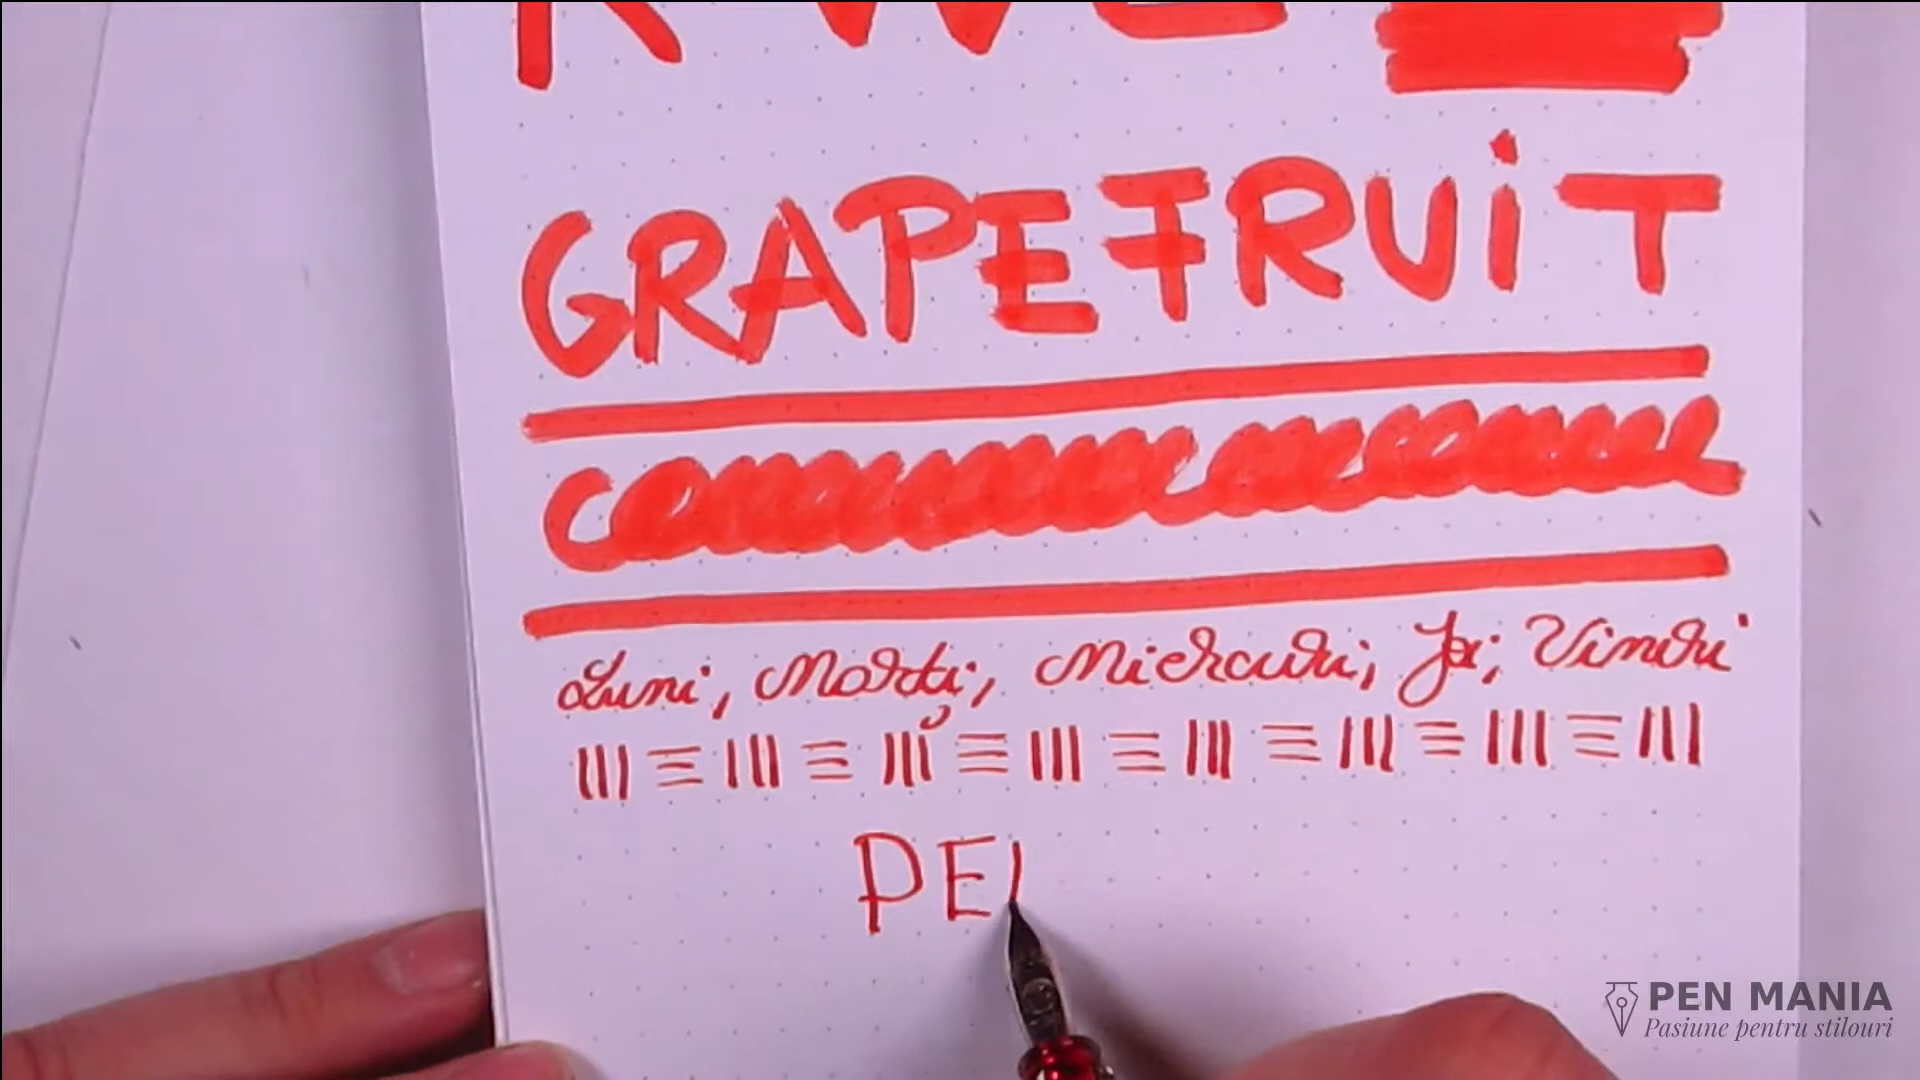 GRAPEFRUIT
Luni, Marți, Miercuri, Joi, Vineri
PE
PEN MANIA
Pasiune pentru stilouri